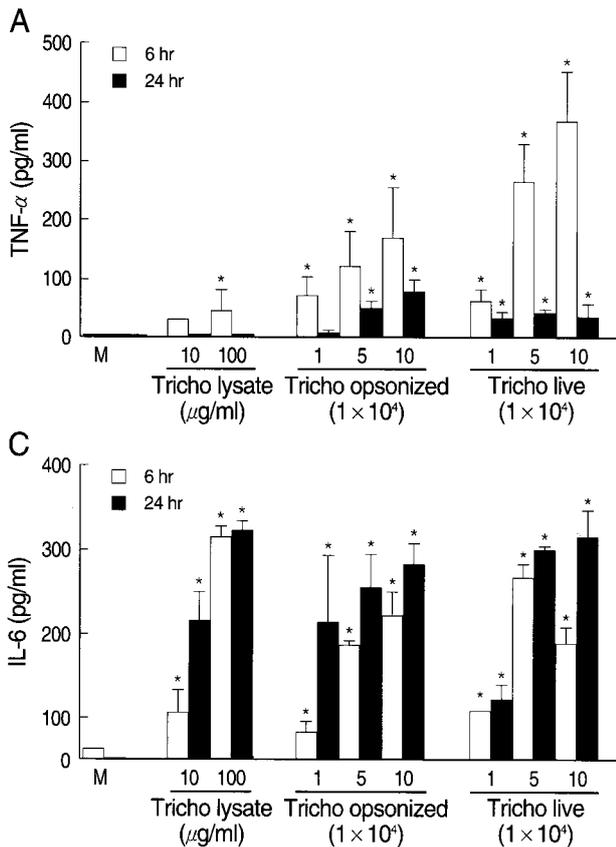 A
500
400
300
200
100
0
TNF-α (pg/ml)
6 hr
24 hr
* * * * * * * * * * * *
M 10 100 1 5 10 1 5 10
Tricho lysate Tricho opsonized Tricho live
(μg/ml) (1 × 10⁴) (1 × 10⁴)
C
400
300
200
100
0
IL-6 (pg/ml)
6 hr
24 hr
* * * * * * * * * * * * * * * *
M 10 100 1 5 10 1 5 10
Tricho lysate Tricho opsonized Tricho live
(μg/ml) (1 × 10⁴) (1 × 10⁴)